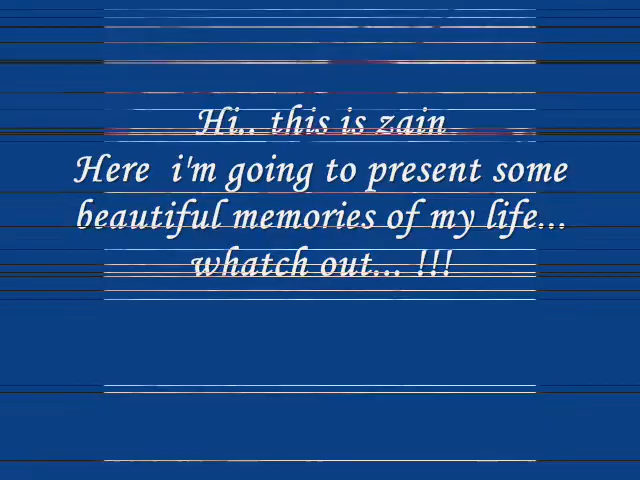 Hi.. this is zain
Here i'm going to present some
beautiful memories of my life...
whatch out... !!!